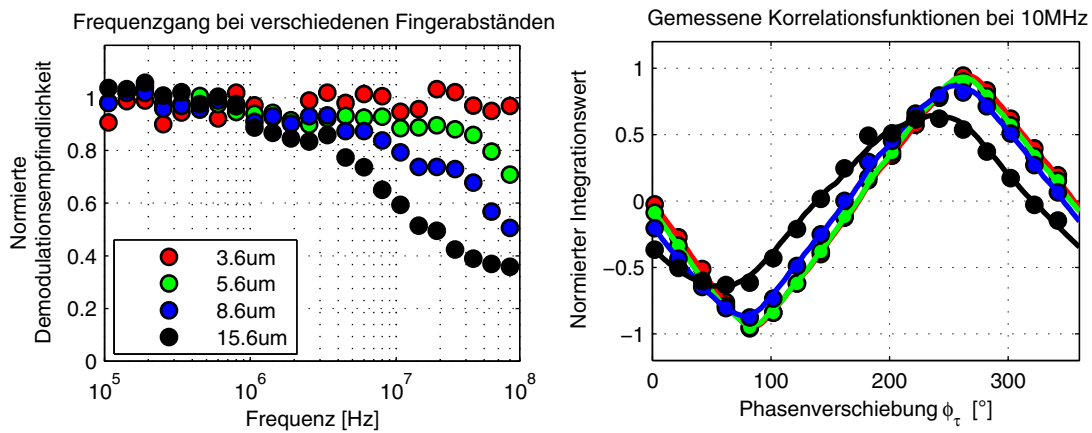 Frequenzgang bei verschiedenen Fingerabständen
Normierte
Demodulationsempfindlichkeit
1
0.8
0.6
0.4
0.2
0
3.6um
5.6um
8.6um
15.6um
10^5
10^6
10^7
10^8
Frequenz [Hz]
Gemessene Korrelationsfunktionen bei 10MHz
Normierter Integrationswert
1
0.5
0
−0.5
−1
0
100
200
300
Phasenverschiebung ϕ_τ [°]